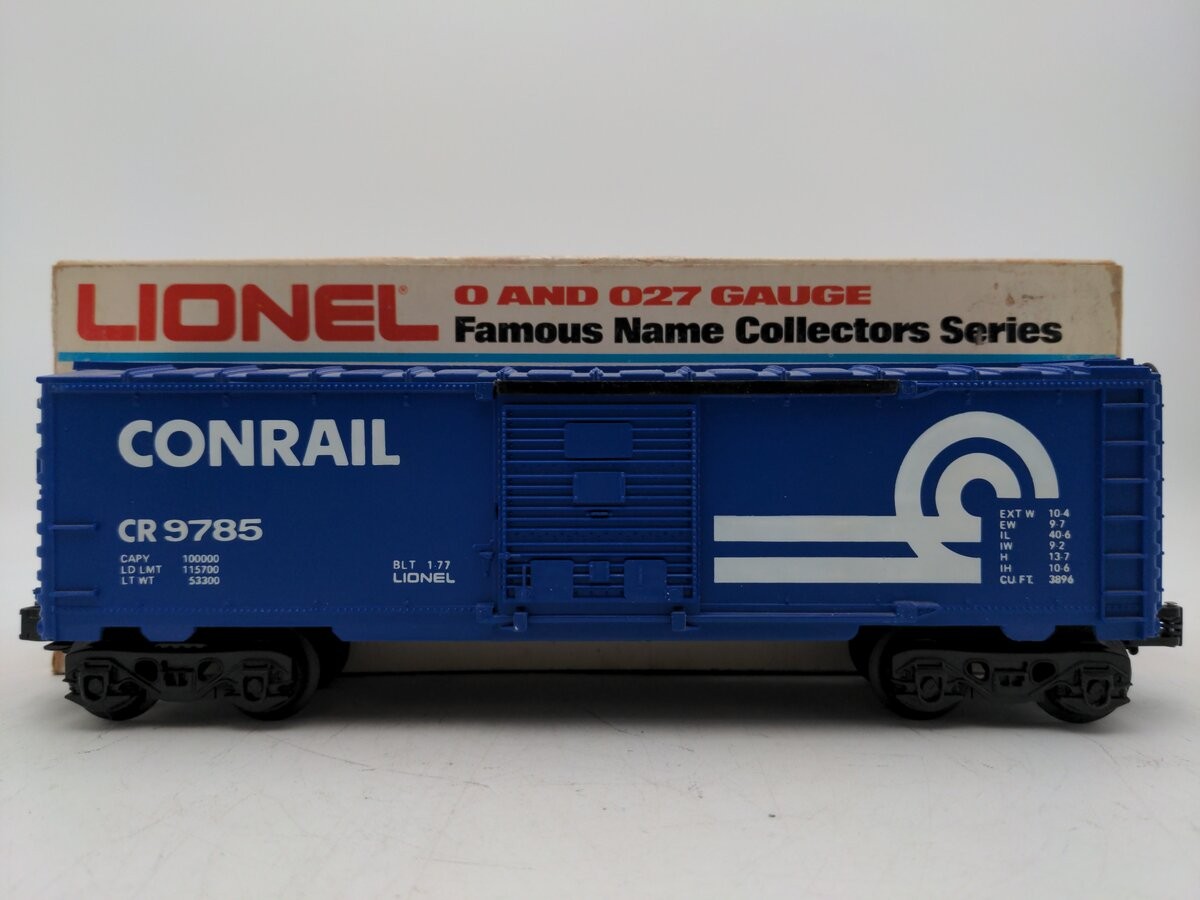 LIONEL®
O AND O27 GAUGE
Famous Name Collectors Series
CONRAIL
CR 9785
CAPY 100000
LD LMT 115700
LT WT 53300
BLT 1-77
LIONEL
EXT W 10-4
EW 9-7
IL 40-6
IW 9-2
H 13-7
IH 10-6
CU. FT. 3896